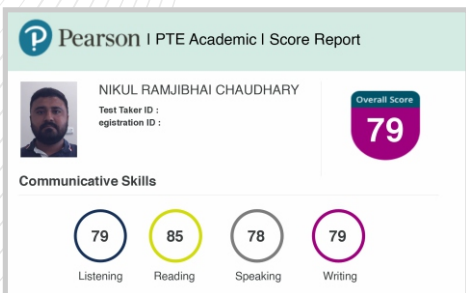 Pearson | PTE Academic | Score Report
NIKUL RAMJIBHAI CHAUDHARY
Test Taker ID :
egistration ID :
Overall Score
79
Communicative Skills
79 85 78 79
Listening Reading Speaking Writing